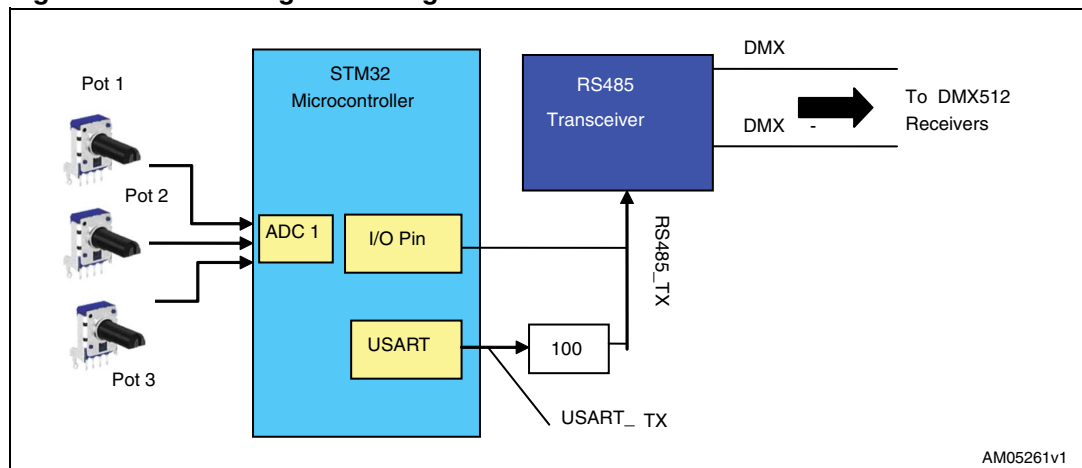 Pot 1
Pot 2
Pot 3
STM32
Microcontroller
ADC 1
I/O Pin
USART
100
USART_ TX
RS485_TX
RS485
Transceiver
DMX
DMX -
To DMX512
Receivers
AM05261v1